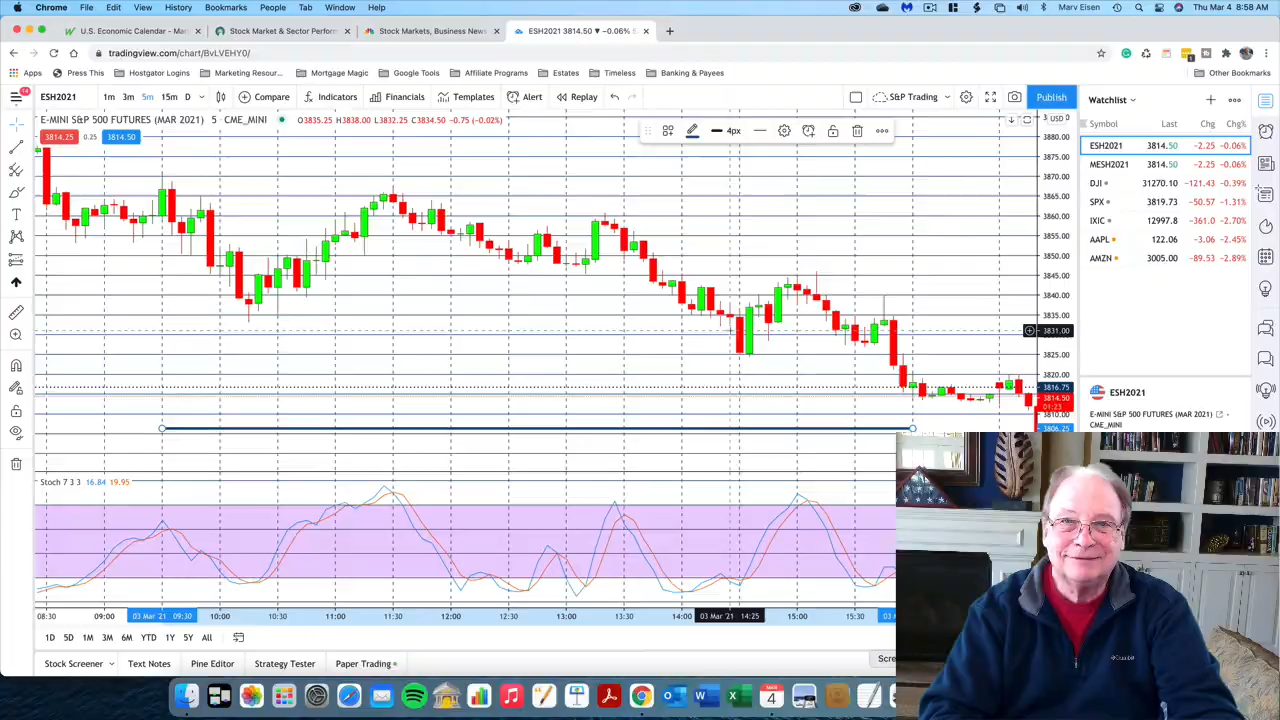 Chrome File Edit View History Bookmarks People Tab Window Help Marv Eisen Thu Mar 4 8:58 AM
U.S. Economic Calendar - Mar Stock Market & Sector Perform Stock Markets, Business News ESH2021 3814.50 ▼ −0.06% S
tradingview.com/chart/BvLVEHY0/
Apps Press This Hostgator Logins Marketing Resour... Mortgage Magic Google Tools Affiliate Programs Estates Timeless Banking & Payees Other Bookmarks
14
ESH2021 1m 3m 5m 15m D Compare Indicators Financials Templates Alert Replay S&P Trading Publish
E-MINI S&P 500 FUTURES (MAR 2021) 5 CME_MINI O3835.25 H3838.00 L3832.25 C3834.50 −0.75 (−0.02%)
3814.25 0.25 3814.50
4px
USD
3880.00
3875.00
3870.00
3865.00
3860.00
3855.00
3850.00
3845.00
3840.00
3835.00
3831.00
3825.00
3820.00
3816.75
3814.50
01:23
3810.00
3806.25
Watchlist
Symbol Last Chg Chg%
ESH2021 3814.50 −2.25 −0.06%
MESH2021 3814.50 −2.25 −0.06%
DJI 31270.10 −121.43 −0.39%
SPX 3819.73 −50.57 −1.31%
IXIC 12997.8 −361.0 −2.70%
AAPL 122.06 −3.06 −2.45%
AMZN 3005.00 −89.53 −2.89%
ESH2021
E-MINI S&P 500 FUTURES (MAR 2021)
CME_MINI
Stoch 7 3 3 16.84 19.95
08:30 09:00 03 Mar '21 09:30 10:00 10:30 11:00 11:30 12:00 12:30 13:00 13:30 14:00 03 Mar '21 14:25 15:00 15:30 03 M
1D 5D 1M 3M 6M YTD 1Y 5Y All
Stock Screener Text Notes Pine Editor Strategy Tester Paper Trading Scre
4